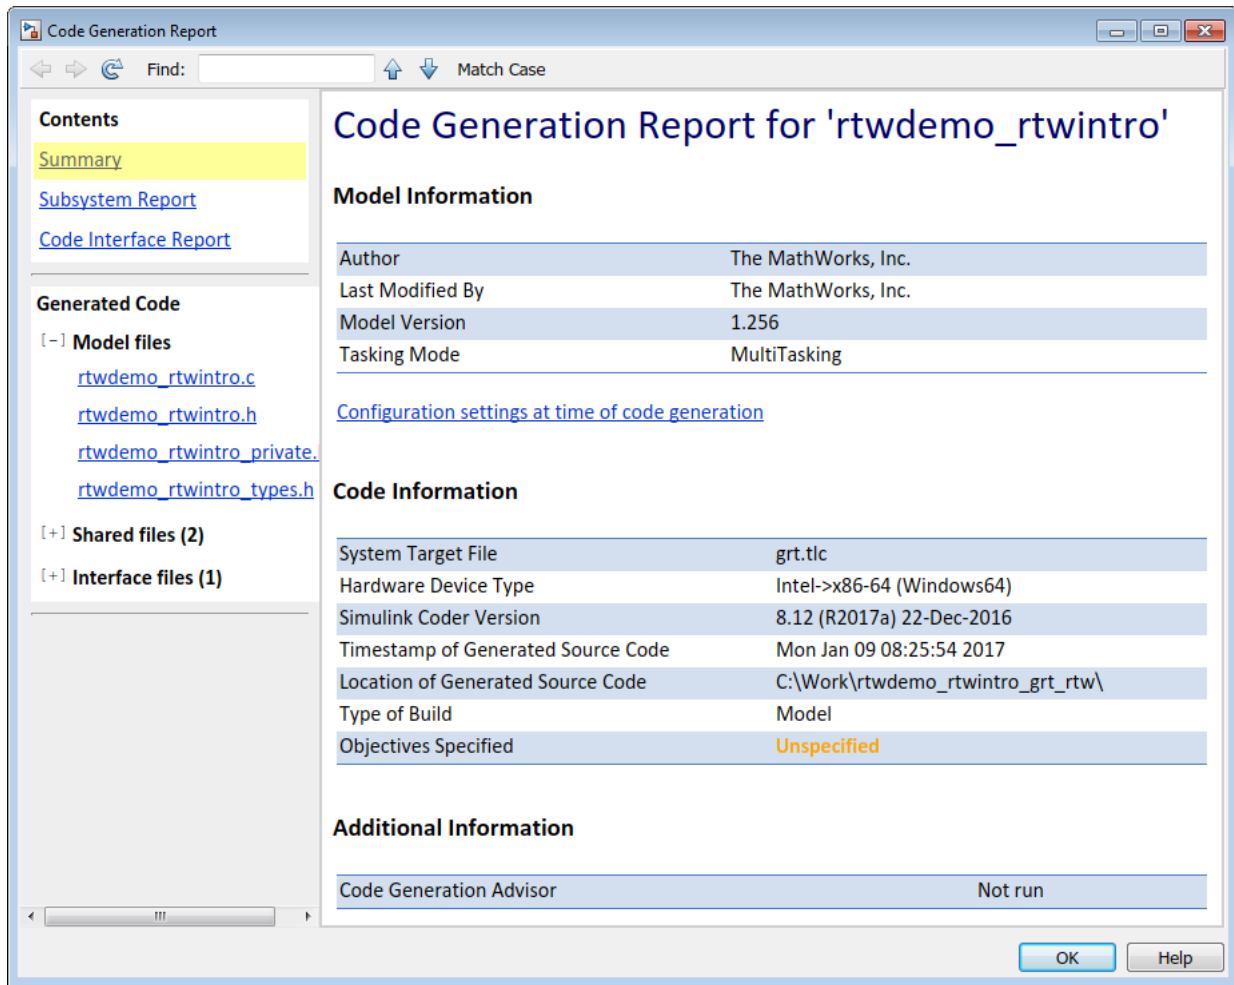 Code Generation Report
Find:
Match Case
Contents
Summary
Subsystem Report
Code Interface Report
Generated Code
[-] Model files
rtwdemo_rtwintro.c
rtwdemo_rtwintro.h
rtwdemo_rtwintro_private.
rtwdemo_rtwintro_types.h
[+] Shared files (2)
[+] Interface files (1)
Code Generation Report for 'rtwdemo_rtwintro'
Model Information
Author The MathWorks, Inc.
Last Modified By The MathWorks, Inc.
Model Version 1.256
Tasking Mode MultiTasking
Configuration settings at time of code generation
Code Information
System Target File grt.tlc
Hardware Device Type Intel->x86-64 (Windows64)
Simulink Coder Version 8.12 (R2017a) 22-Dec-2016
Timestamp of Generated Source Code Mon Jan 09 08:25:54 2017
Location of Generated Source Code C:\Work\rtwdemo_rtwintro_grt_rtw\
Type of Build Model
Objectives Specified Unspecified
Additional Information
Code Generation Advisor Not run
OK
Help